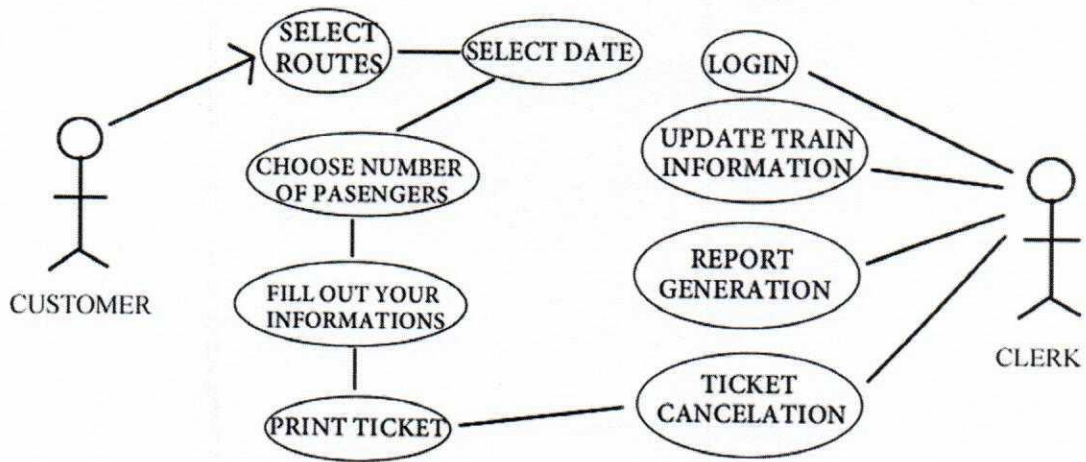 SELECT
ROUTES
SELECT DATE
LOGIN
CHOOSE NUMBER
OF PASENGERS
UPDATE TRAIN
INFORMATION
FILL OUT YOUR
INFORMATIONS
REPORT
GENERATION
CUSTOMER
PRINT TICKET
TICKET
CANCELATION
CLERK